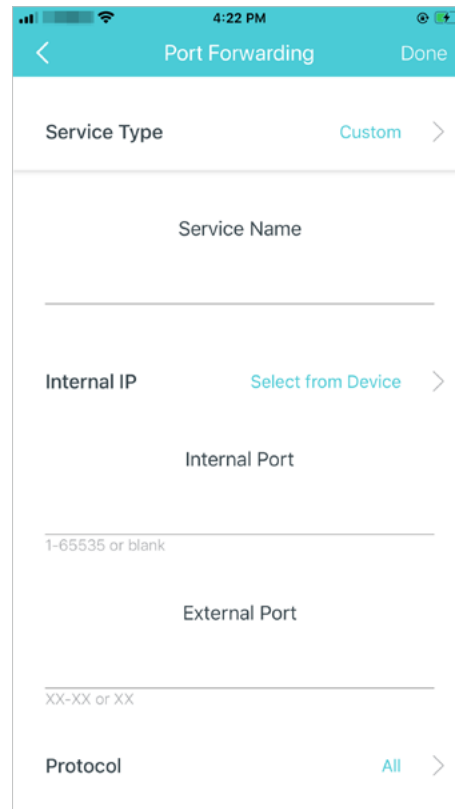 4:22 PM
Port Forwarding Done
Service Type Custom
Service Name
Internal IP Select from Device
Internal Port
1-65535 or blank
External Port
XX-XX or XX
Protocol All